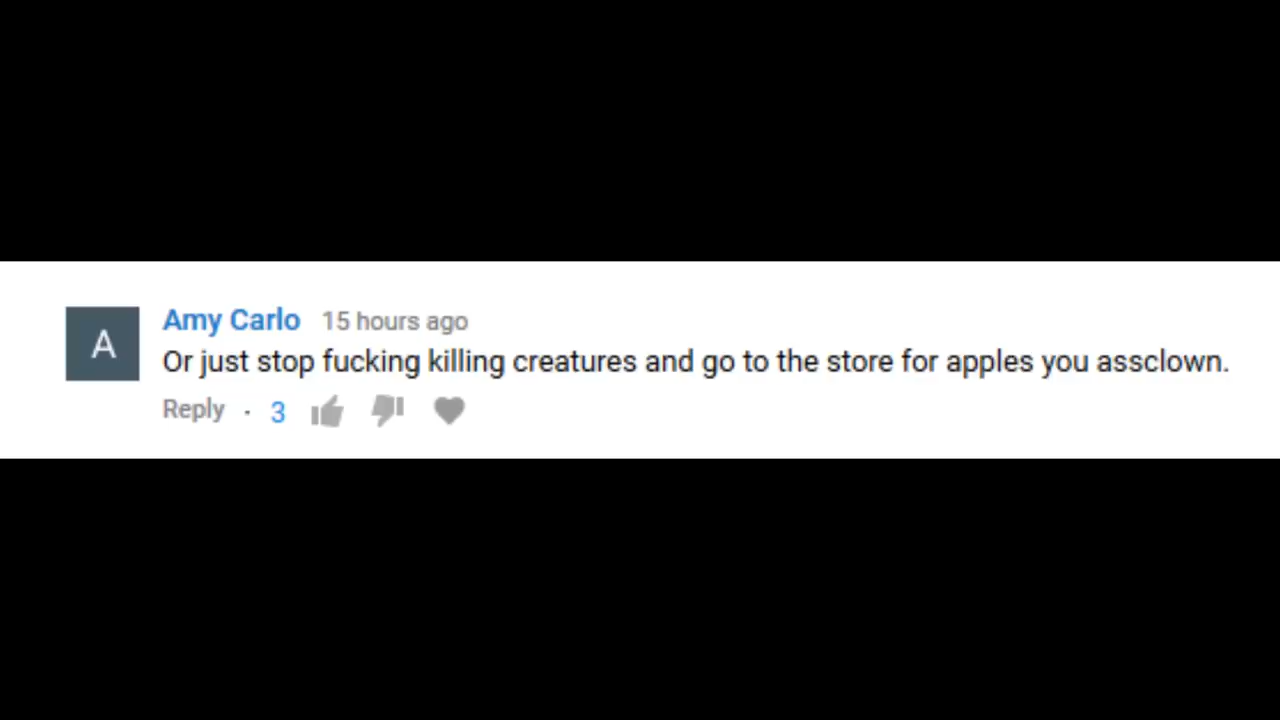 A
Amy Carlo 15 hours ago
Or just stop fucking killing creatures and go to the store for apples you assclown.
Reply · 3